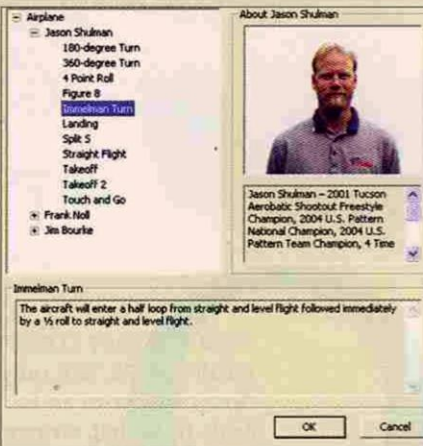 Airplane
Jason Shulman
180-degree Turn
360-degree Turn
4 Point Roll
Figure 8
Immelman Turn
Landing
Split S
Straight Flight
Takeoff
Takeoff 2
Touch and Go
Frank Noll
Jim Bourke
About Jason Shulman
Jason Shulman – 2001 Tucson
Aerobatic Shootout Freestyle
Champion, 2004 U.S. Pattern
National Champion, 2004 U.S.
Pattern Team Champion, 4 Time
Immelman Turn
The aircraft will enter a half loop from straight and level flight followed immediately
by a ½ roll to straight and level flight.
OK
Cancel